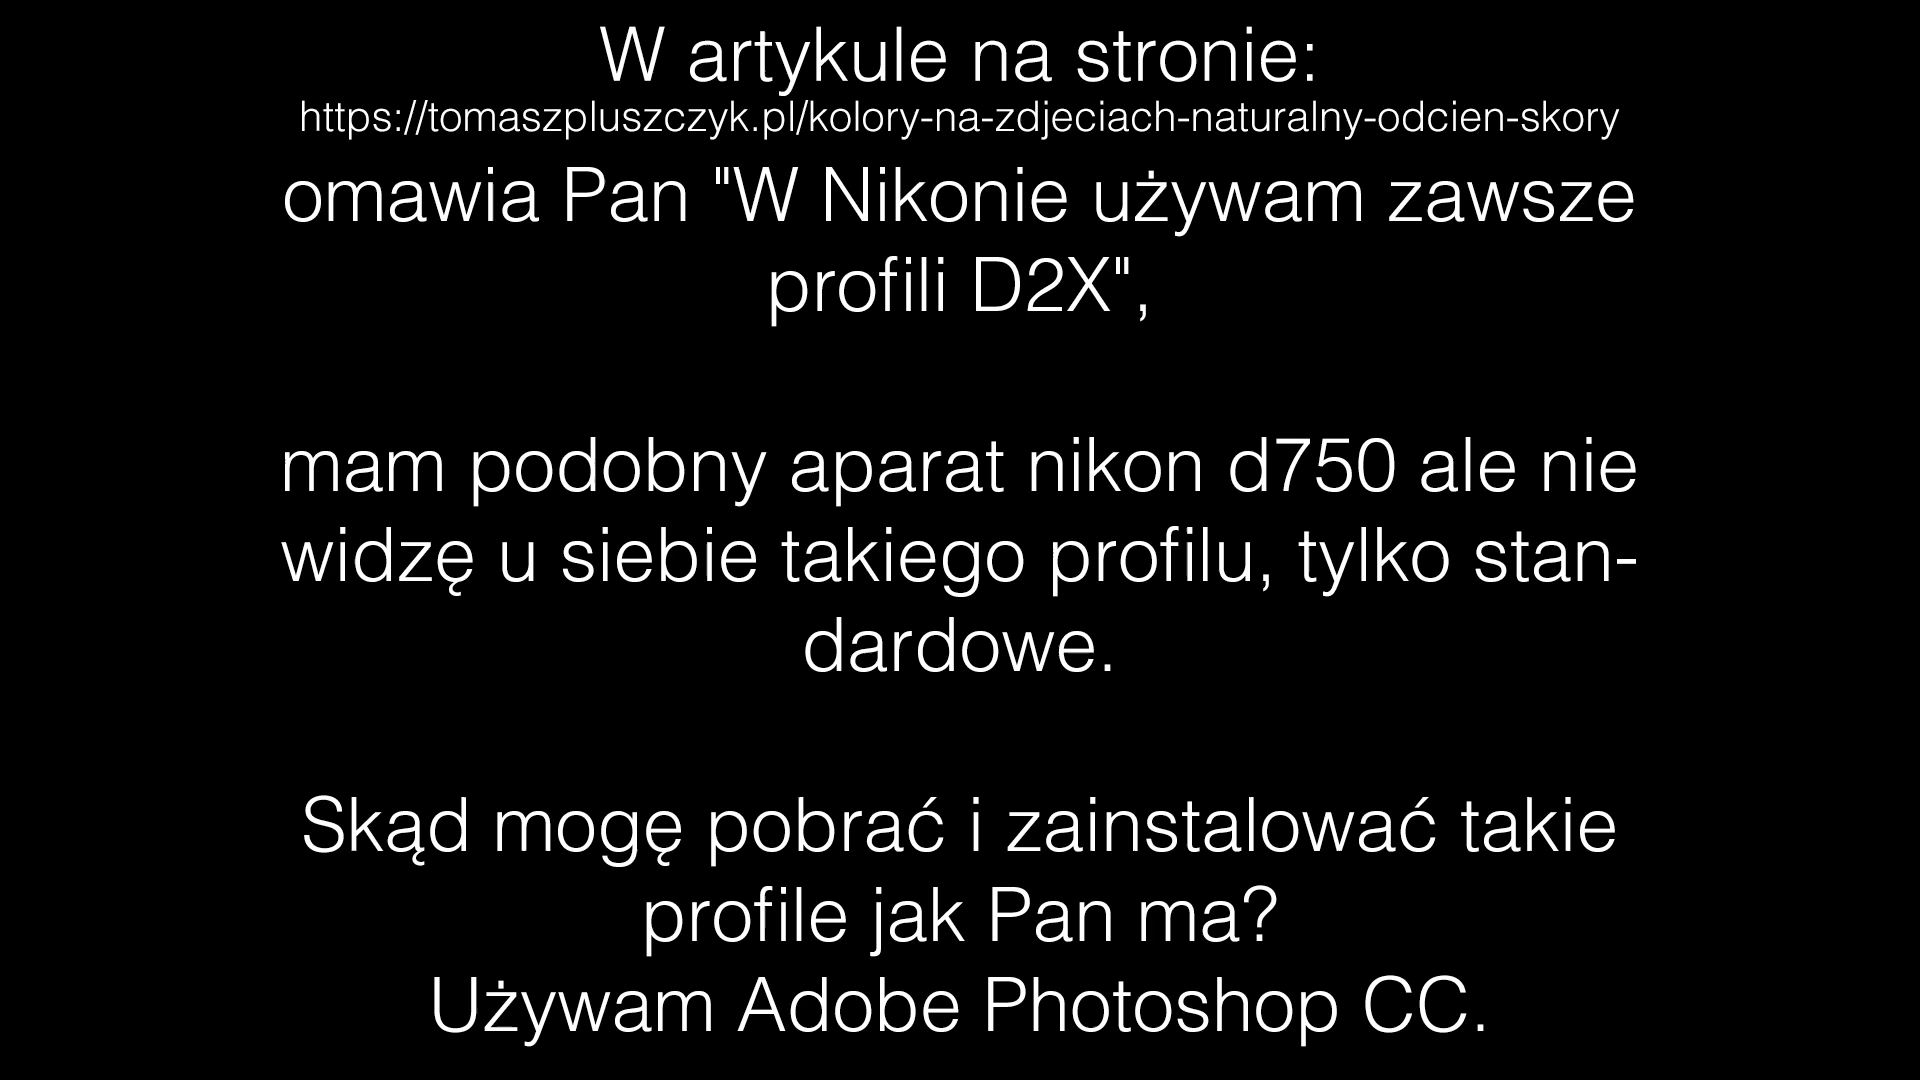 W artykule na stronie:
https://tomaszpluszczyk.pl/kolory-na-zdjeciach-naturalny-odcien-skory
omawia Pan "W Nikonie używam zawsze
profili D2X",
mam podobny aparat nikon d750 ale nie
widzę u siebie takiego profilu, tylko stan-
dardowe.
Skąd mogę pobrać i zainstalować takie
profile jak Pan ma?
Używam Adobe Photoshop CC.